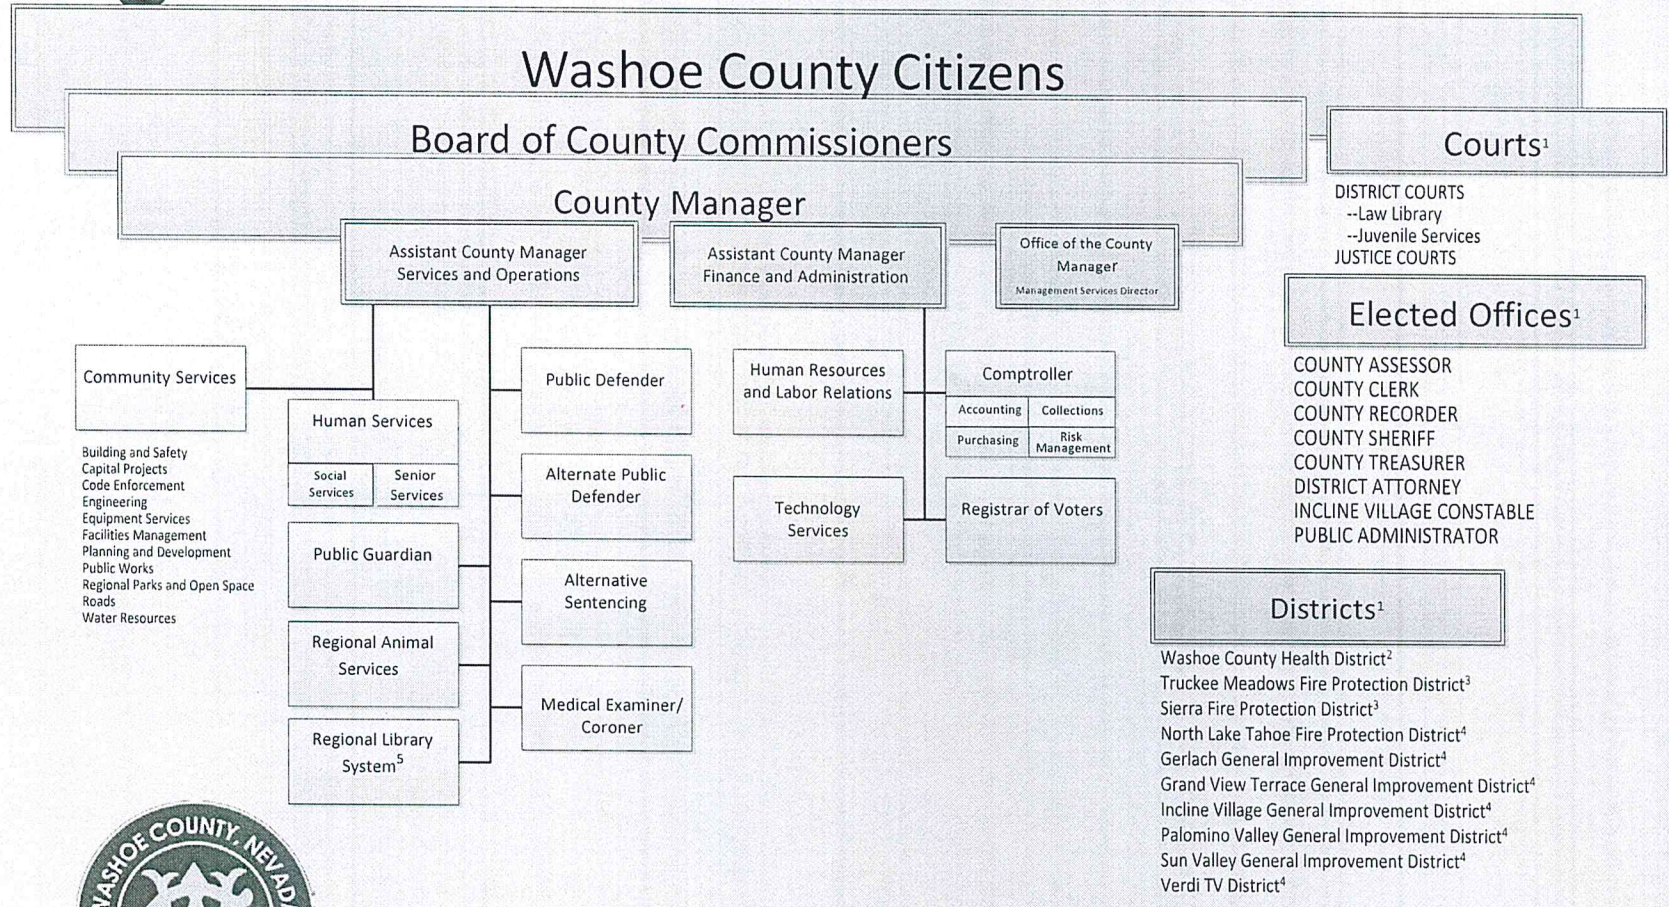 Washoe County Citizens
Board of County Commissioners
County Manager
Assistant County Manager
Services and Operations
Assistant County Manager
Finance and Administration
Office of the County
Manager
Management Services Director
Community Services
Building and Safety
Capital Projects
Code Enforcement
Engineering
Equipment Services
Facilities Management
Planning and Development
Public Works
Regional Parks and Open Space
Roads
Water Resources
Human Services
Social
Services
Senior
Services
Public Guardian
Regional Animal
Services
Regional Library
System⁵
Public Defender
Alternate Public
Defender
Alternative
Sentencing
Medical Examiner/
Coroner
Human Resources
and Labor Relations
Technology
Services
Comptroller
Accounting
Collections
Purchasing
Risk
Management
Registrar of Voters
Courts¹
DISTRICT COURTS
--Law Library
--Juvenile Services
JUSTICE COURTS
Elected Offices¹
COUNTY ASSESSOR
COUNTY CLERK
COUNTY RECORDER
COUNTY SHERIFF
COUNTY TREASURER
DISTRICT ATTORNEY
INCLINE VILLAGE CONSTABLE
PUBLIC ADMINISTRATOR
Districts¹
Washoe County Health District²
Truckee Meadows Fire Protection District³
Sierra Fire Protection District³
North Lake Tahoe Fire Protection District⁴
Gerlach General Improvement District⁴
Grand View Terrace General Improvement District⁴
Incline Village General Improvement District⁴
Palomino Valley General Improvement District⁴
Sun Valley General Improvement District⁴
Verdi TV District⁴
WASHOE COUNTY, NEVADA